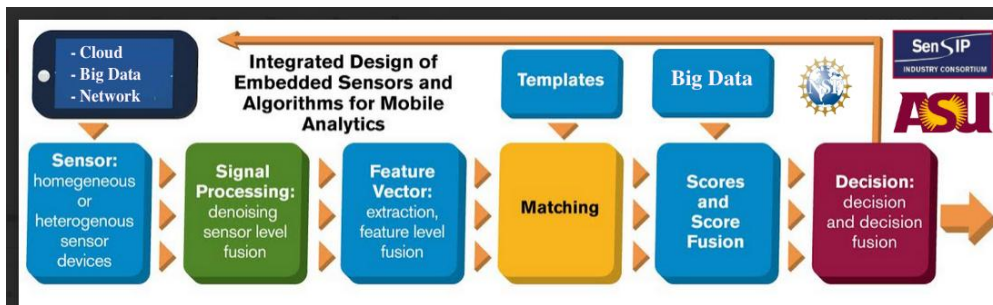 - Cloud
- Big Data
- Network
Integrated Design of
Embedded Sensors and
Algorithms for Mobile
Analytics
Templates
Big Data
NSF
SenSIP
INDUSTRY CONSORTIUM
ASU
Sensor:
homegeneous
or
heterogenous
sensor
devices
Signal
Processing:
denoising
sensor level
fusion
Feature
Vector:
extraction,
feature level
fusion
Matching
Scores
and
Score
Fusion
Decision:
decision
and decision
fusion